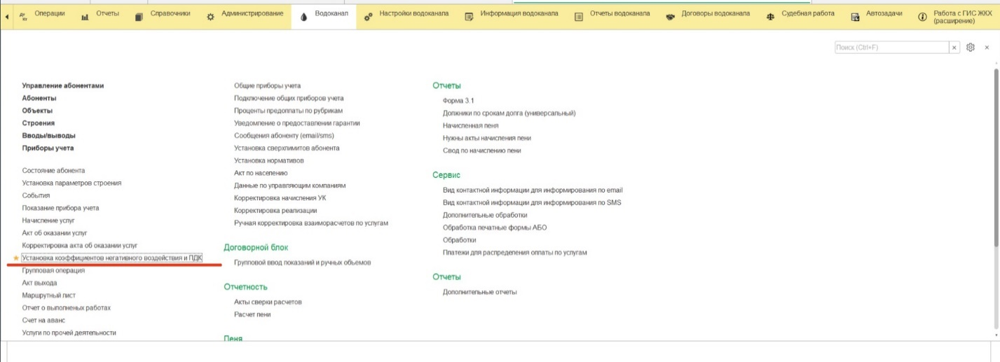 Дт Кт Операции
Отчеты
Справочники
Администрирование
Водоканал
Настройки водоканала
Информация водоканала
Отчеты водоканала
Договоры водоканала
Судебная работа
Автозадачи
Работа с ГИС ЖКХ
(расширение)
Поиск (Ctrl+F)
Управление абонентами
Абоненты
Объекты
Строения
Вводы/выводы
Приборы учета
Состояние абонента
Установка параметров строения
События
Показание прибора учета
Начисление услуг
Акт об оказании услуг
Корректировка акта об оказании услуг
Установка коэффициентов негативного воздействия и ПДК
Групповая операция
Акт выхода
Маршрутный лист
Отчет о выполненых работах
Счет на аванс
Услуги по прочей деятельности
Общие приборы учета
Подключение общих приборов учета
Проценты предоплаты по рубрикам
Уведомление о предоставлении гарантии
Сообщения абоненту (email/sms)
Установка сверхлимитов абонента
Установка нормативов
Акт по населению
Данные по управляющим компаниям
Корректировка начисления УК
Корректировка реализации
Ручная корректировка взаиморасчетов по услугам
Договорной блок
Групповой ввод показаний и ручных объемов
Отчетность
Акты сверки расчетов
Расчет пени
Пеня
Отчеты
Форма 3.1
Должники по срокам долга (универсальный)
Начисленная пеня
Нужны акты начисления пени
Свод по начислению пени
Сервис
Вид контактной информации для информирования по email
Вид контактной информации для информирования по SMS
Дополнительные обработки
Обработка печатные формы АБО
Обработки
Платежи для распределения оплаты по услугам
Отчеты
Дополнительные отчеты